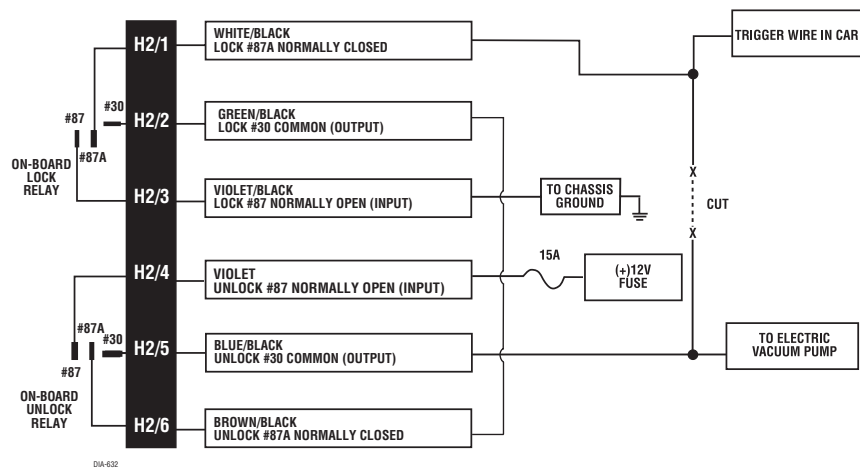 H2/1
WHITE/BLACK
LOCK #87A NORMALLY CLOSED
TRIGGER WIRE IN CAR
#87
#30
#87A
ON-BOARD
LOCK
RELAY
H2/2
GREEN/BLACK
LOCK #30 COMMON (OUTPUT)
H2/3
VIOLET/BLACK
LOCK #87 NORMALLY OPEN (INPUT)
TO CHASSIS
GROUND
X
CUT
X
H2/4
VIOLET
UNLOCK #87 NORMALLY OPEN (INPUT)
15A
(+)12V
FUSE
#87A
#30
#87
ON-BOARD
UNLOCK
RELAY
H2/5
BLUE/BLACK
UNLOCK #30 COMMON (OUTPUT)
TO ELECTRIC
VACUUM PUMP
H2/6
BROWN/BLACK
UNLOCK #87A NORMALLY CLOSED
DIA-632